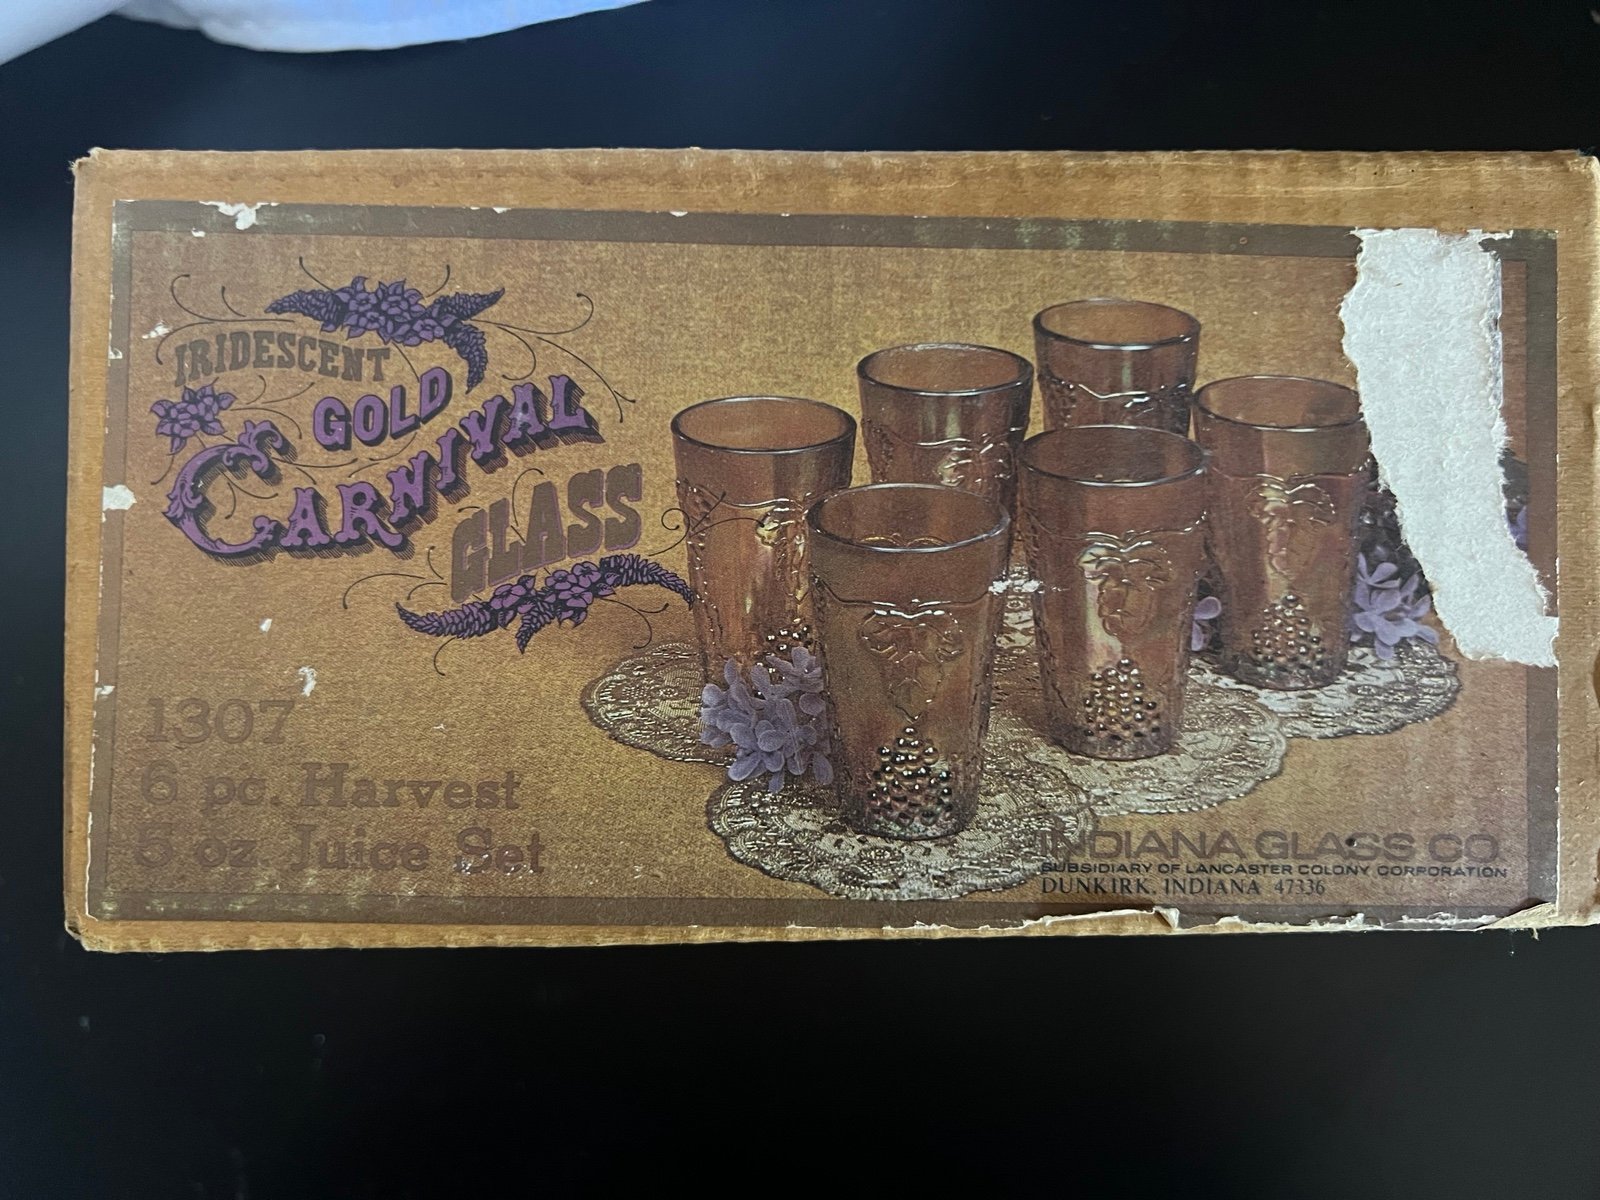 IRIDESCENT
GOLD
CARNIVAL
GLASS
1307
6 pc. Harvest
5 oz. Juice Set
INDIANA GLASS CO.
SUBSIDIARY OF LANCASTER COLONY CORPORATION
DUNKIRK, INDIANA 47336